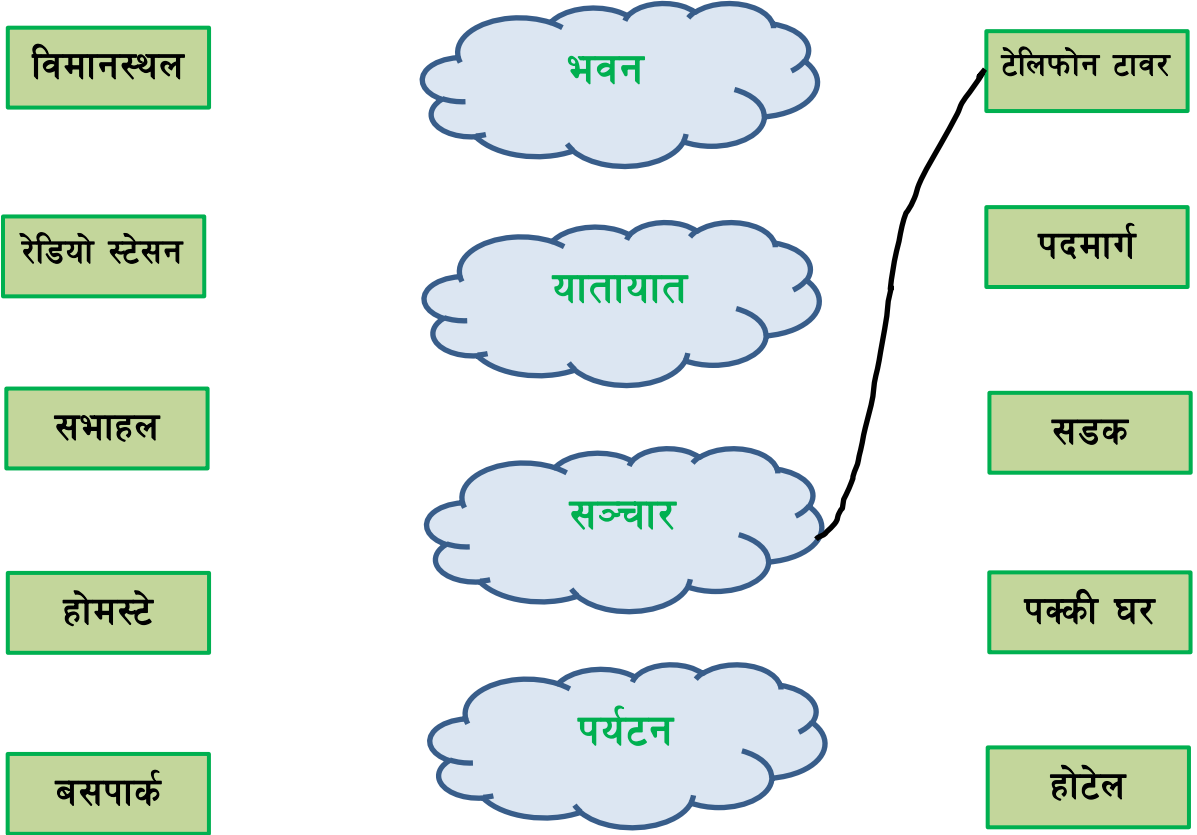 विमानस्थल
भवन
टेलिफोन टावर
रेडियो स्टेसन
यातायात
पदमार्ग
सभाहल
सञ्चार
सडक
होमस्टे
पर्यटन
पक्की घर
बसपार्क
होटेल